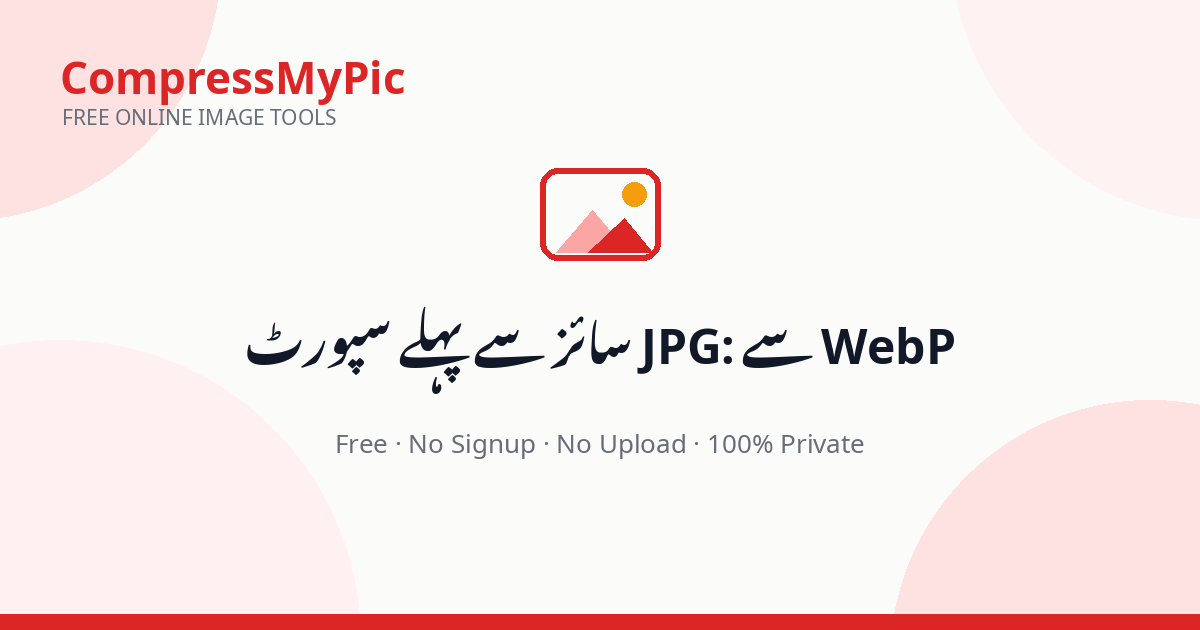 CompressMyPic
FREE ONLINE IMAGE TOOLS
WebP سے JPG: سائز سے پہلے سپورٹ
Free · No Signup · No Upload · 100% Private